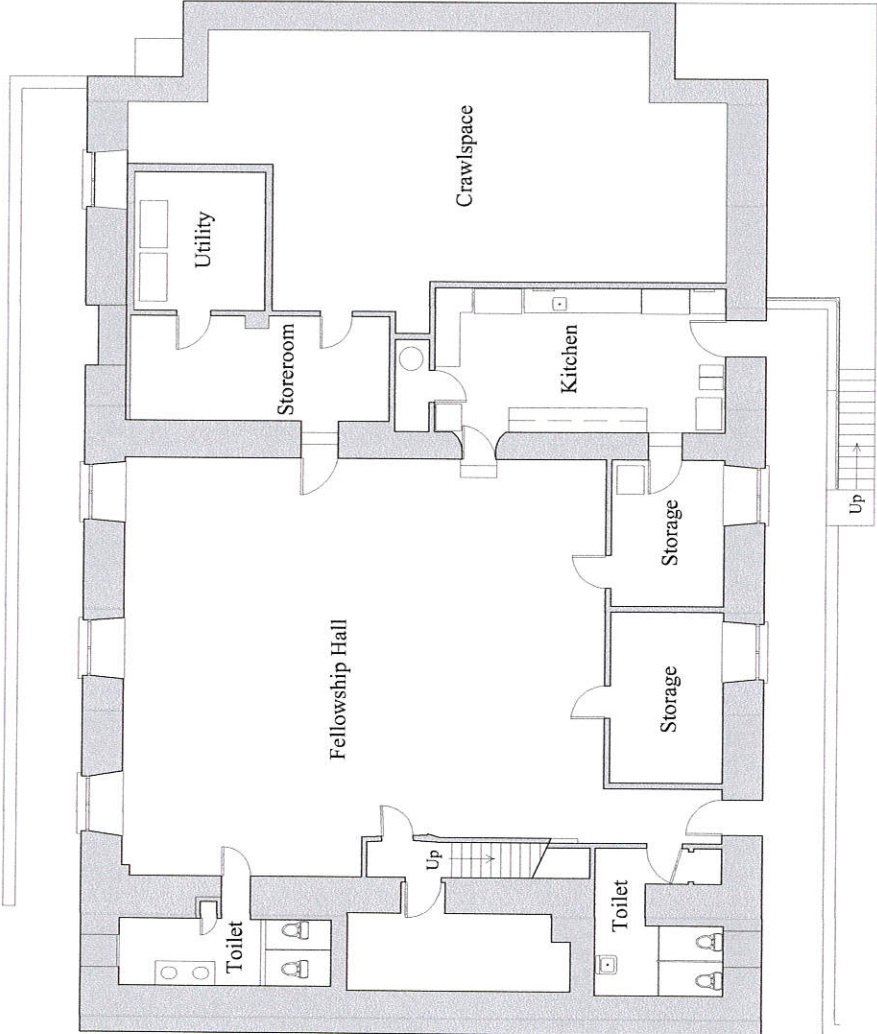 Crawlspace
Utility
Storeroom
Kitchen
Fellowship Hall
Storage
Storage
Up
Up
Toilet
Toilet